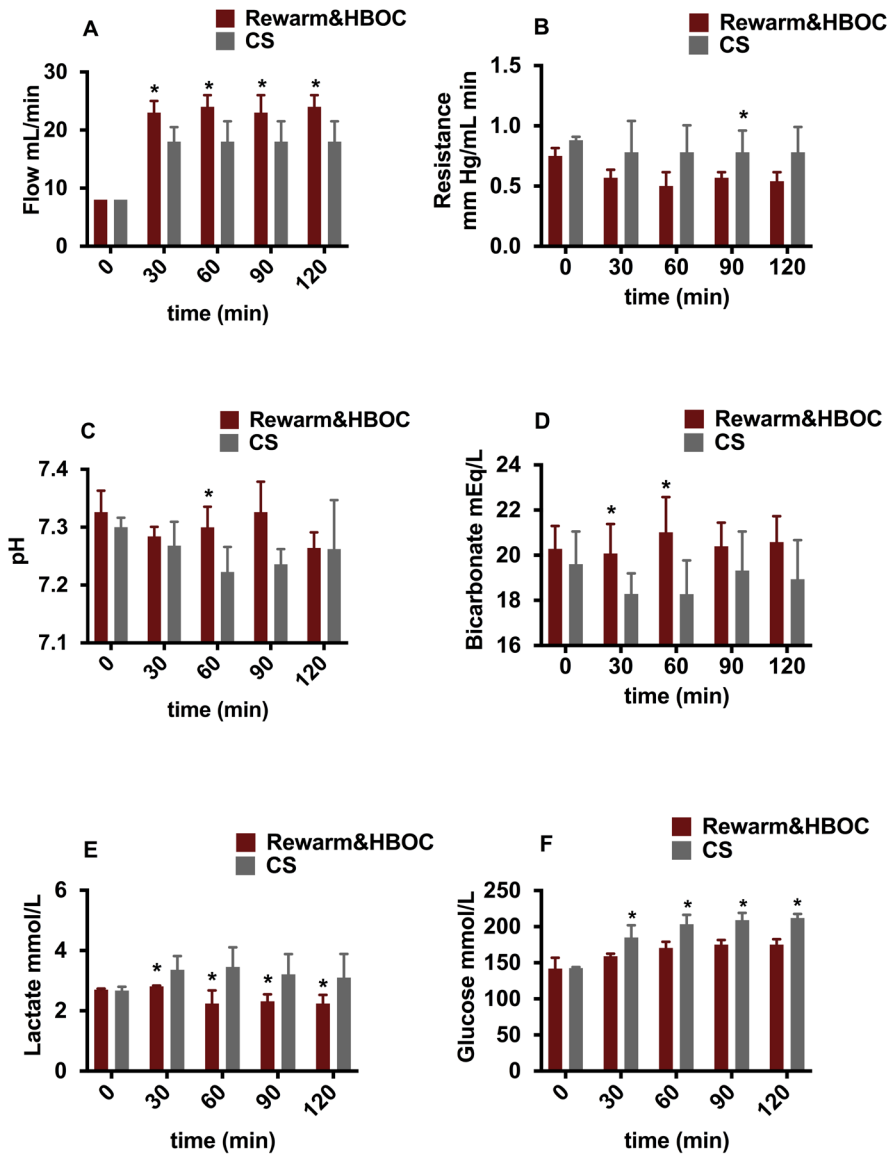 A
Rewarm&HBOC
CS
Flow mL/min
30
20
10
0
*
*
*
*
0
30
60
90
120
time (min)
B
Rewarm&HBOC
CS
Resistance
mm Hg/mL min
1.5
1.0
0.5
0.0
*
0
30
60
90
120
time (min)
C
Rewarm&HBOC
CS
pH
7.4
7.3
7.2
7.1
*
0
30
60
90
120
time (min)
D
Rewarm&HBOC
CS
Bicarbonate mEq/L
24
22
20
18
16
*
*
0
30
60
90
120
time (min)
E
Rewarm&HBOC
CS
Lactate mmol/L
6
4
2
0
*
*
*
*
0
30
60
90
120
time (min)
F
Rewarm&HBOC
CS
Glucose mmol/L
250
200
150
100
50
0
*
*
*
*
0
30
60
90
120
time (min)